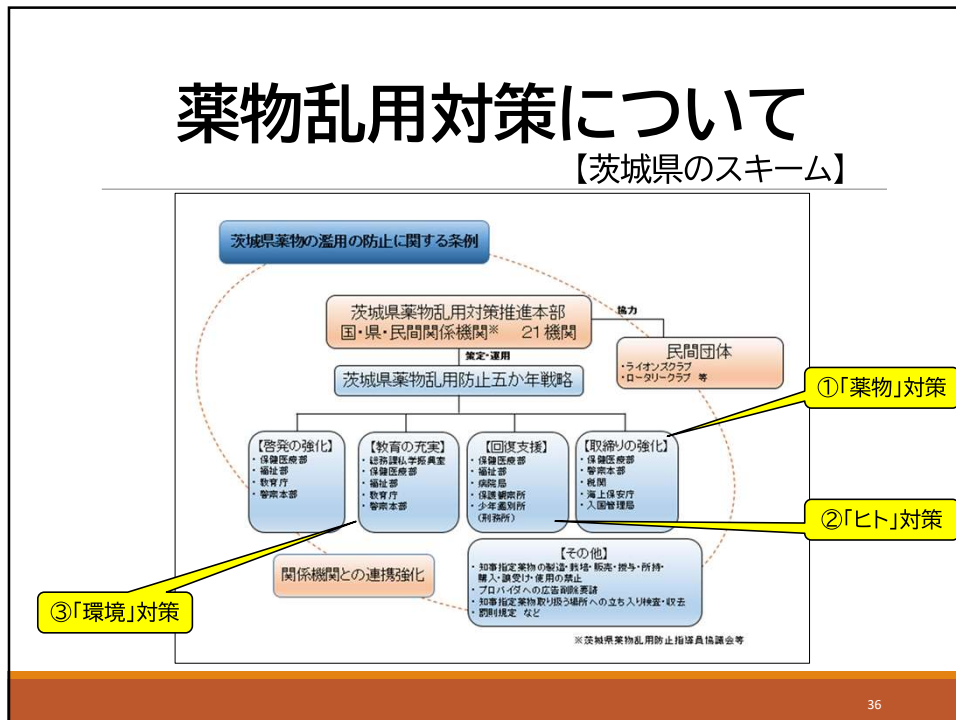 薬物乱用対策について
【茨城県のスキーム】
茨城県薬物の濫用の防止に関する条例
茨城県薬物乱用対策推進本部
国・県・民間関係機関※ 21機関
協力
民間団体
・ライオンズクラブ
・ロータリークラブ 等
策定・運用
茨城県薬物乱用防止五か年戦略
①「薬物」対策
【啓発の強化】
・保健医療部
・福祉部
・教育庁
・警察本部
【教育の充実】
・総務課私学振興室
・保健医療部
・福祉部
・教育庁
・警察本部
【回復支援】
・保健医療部
・福祉部
・病院局
・保護観察所
・少年鑑別所
(刑務所)
【取締りの強化】
・保健医療部
・警察本部
・税関
・海上保安庁
・入国管理局
②「ヒト」対策
関係機関との連携強化
【その他】
・知事指定薬物の製造・栽培・販売・授与・所持・
購入・譲受け・使用の禁止
・プロバイダへの広告削除要請
・知事指定薬物取り扱う場所への立ち入り検査・収去
・罰則規定 など
③「環境」対策
※茨城県薬物乱用防止指導員協議会等
36